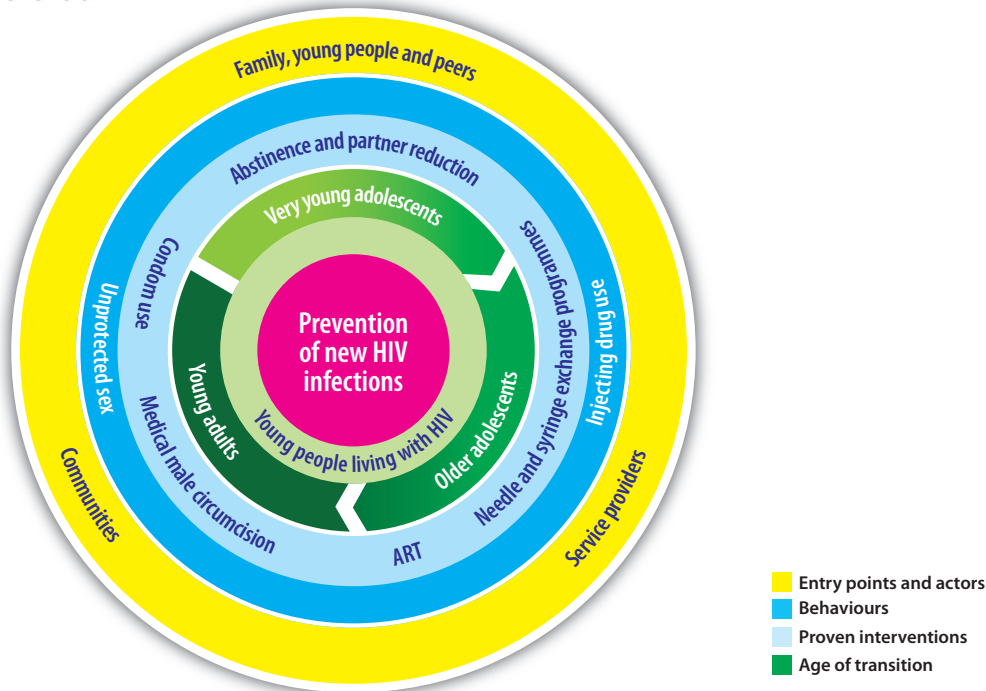 Family, young people and peers
Abstinence and partner reduction
Very young adolescents
Condom use
Unprotected sex
Prevention
of new HIV
infections
Young people living with HIV
Needle and syringe exchange programmes
Injecting drug use
Young adults
Older adolescents
Medical male circumcision
ART
Communities
Service providers
Entry points and actors
Behaviours
Proven interventions
Age of transition